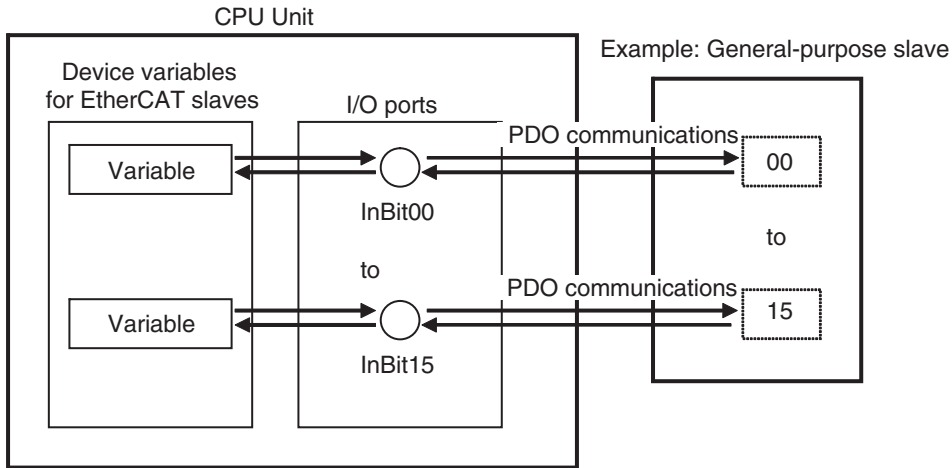 CPU Unit
Example: General-purpose slave
Device variables
for EtherCAT slaves
I/O ports
PDO communications
Variable
00
InBit00
to
to
PDO communications
Variable
15
InBit15